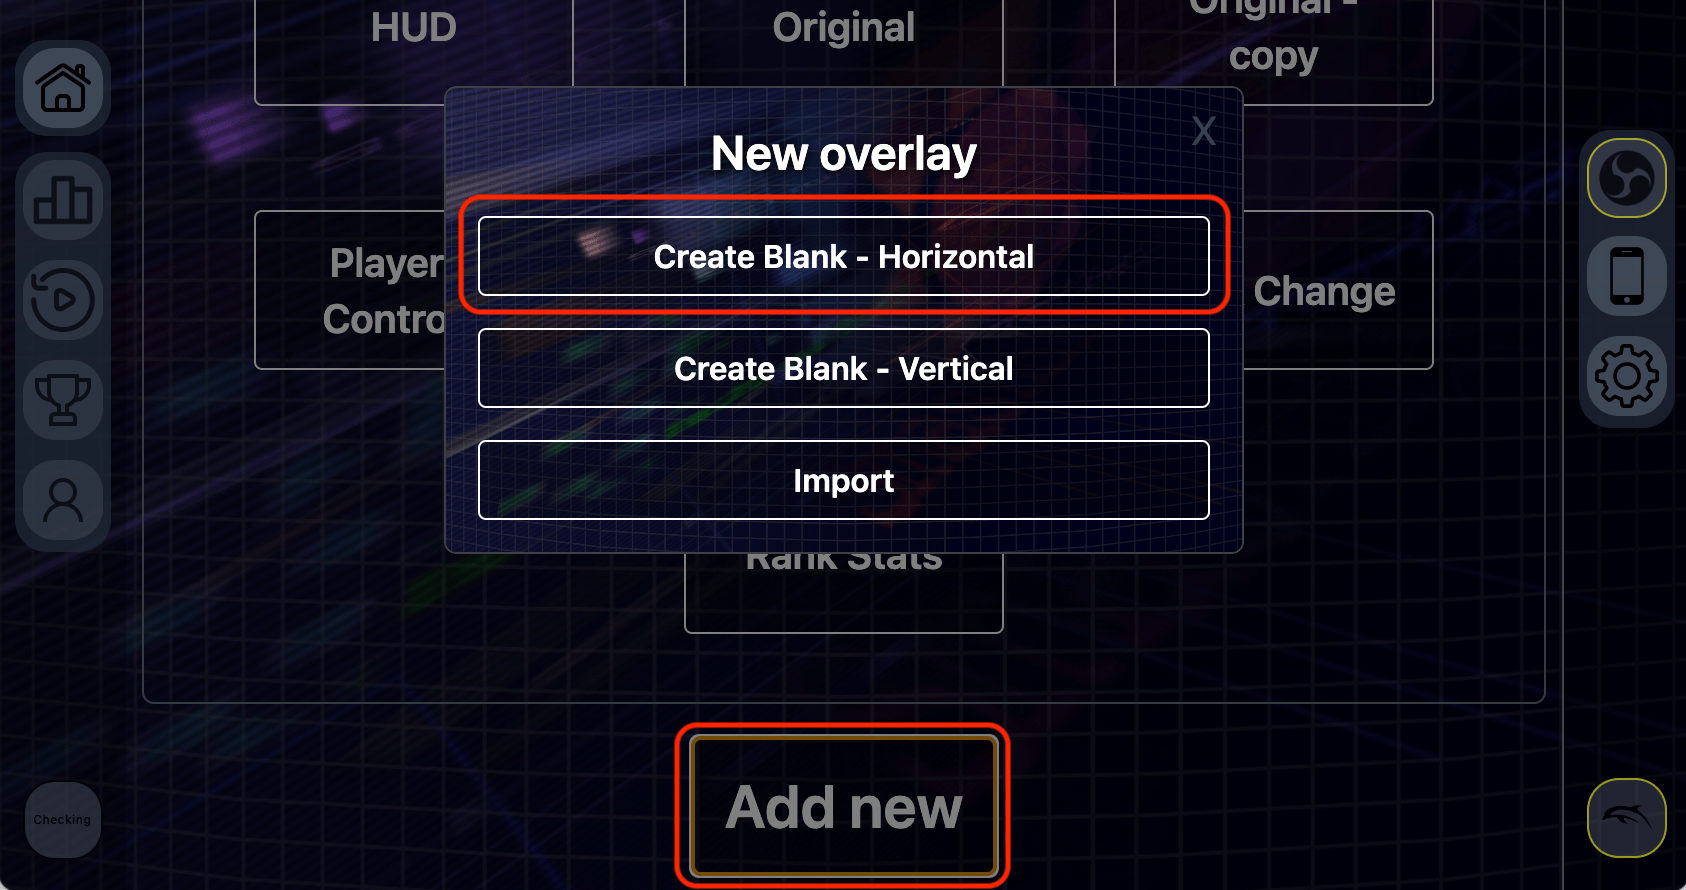 HUD
Original
Original -
copy
New overlay
X
Create Blank - Horizontal
Player
Contro
Change
Create Blank - Vertical
Import
Rank Stats
Add new
Checking